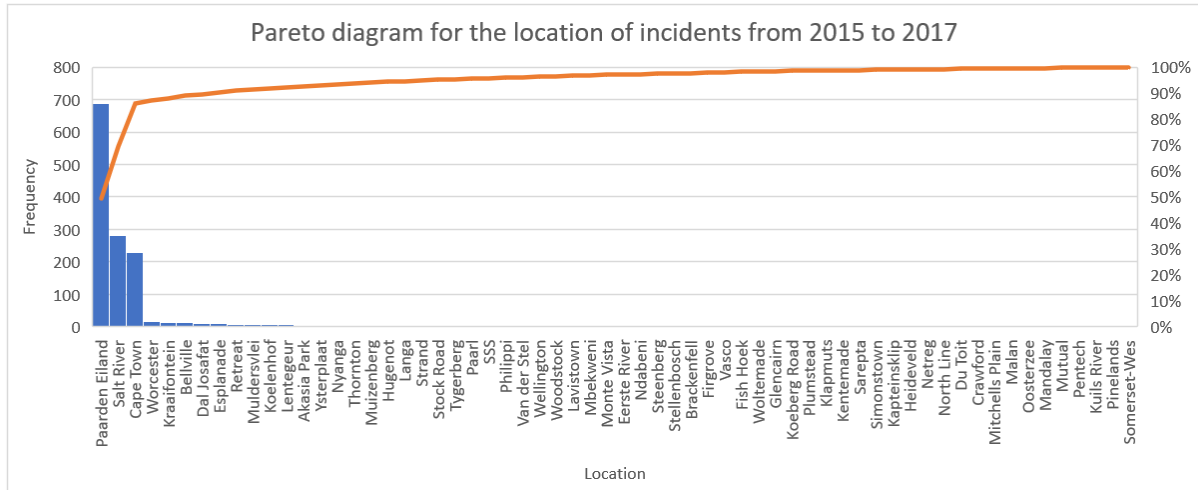 Pareto diagram for the location of incidents from 2015 to 2017
800
700
600
500
400
300
200
100
0
Frequency
100%
90%
80%
70%
60%
50%
40%
30%
20%
10%
0%
Paarden Eiland
Salt River
Cape Town
Worcester
Kraaifontein
Bellville
Dal Josafat
Esplanade
Retreat
Muldersvlei
Koelenhof
Lentegeur
Akasia Park
Ysterplaat
Nyanga
Thornton
Muizenberg
Hugenot
Langa
Strand
Stock Road
Tygerberg
Paarl
SSS
Philippi
Van der Stel
Wellington
Woodstock
Lavistown
Mbekweni
Monte Vista
Eerste River
Ndabeni
Steenberg
Stellenbosch
Brackenfell
Firgrove
Vasco
Fish Hoek
Woltemade
Glencairn
Koeberg Road
Plumstead
Klapmuts
Kentemade
Sarepta
Simonstown
Kapteinsklip
Heideveld
Netreg
North Line
Du Toit
Crawford
Mitchells Plain
Malan
Oosterzee
Mandalay
Mutual
Pentech
Kuils River
Pinelands
Somerset-Wes
Location